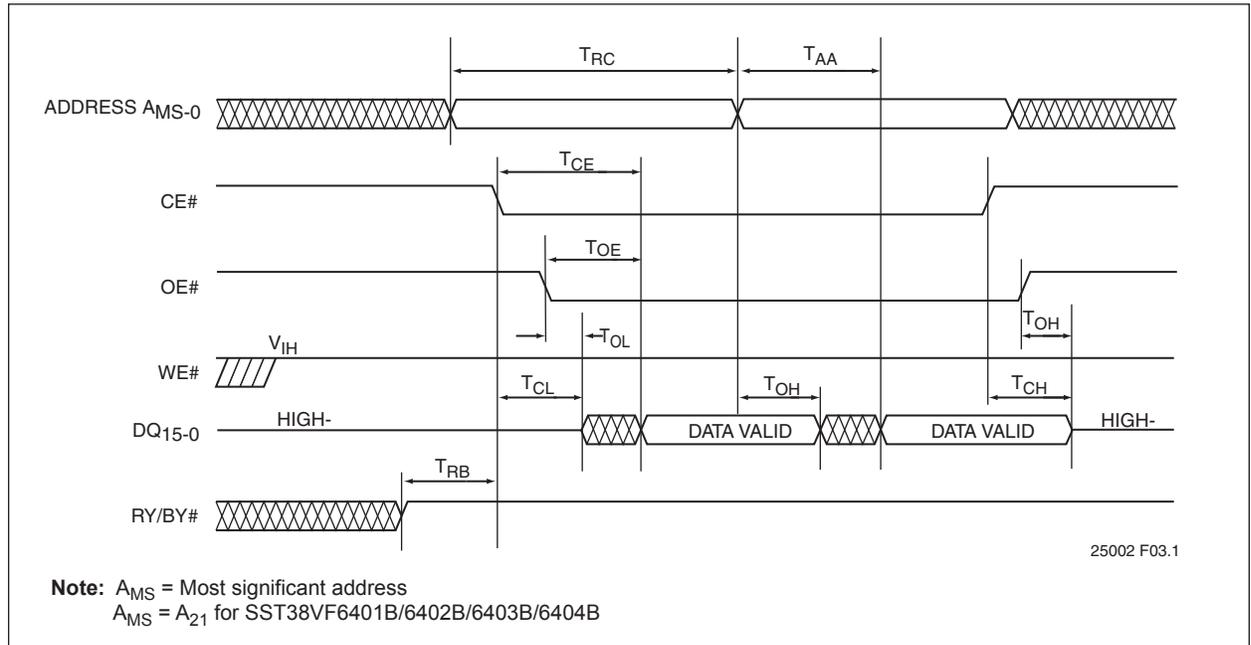 TRC TAA
ADDRESS AMS-0
TCE
CE#
TOE
OE#
TOH
TOL
VIH
WE#
TCL TOH TCH
HIGH- HIGH-
DQ15-0 DATA VALID DATA VALID
TRB
RY/BY#
25002 F03.1
Note: AMS = Most significant address
AMS = A21 for SST38VF6401B/6402B/6403B/6404B